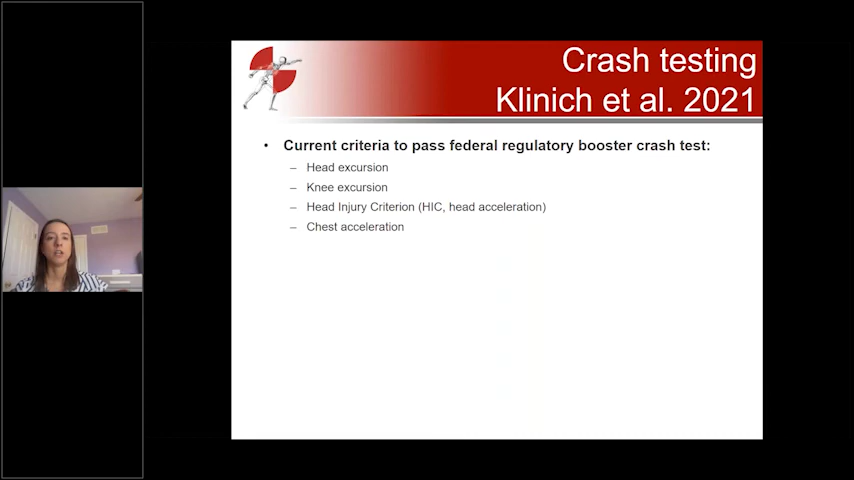 Crash testing
Klinich et al. 2021
• Current criteria to pass federal regulatory booster crash test:
– Head excursion
– Knee excursion
– Head Injury Criterion (HIC, head acceleration)
– Chest acceleration